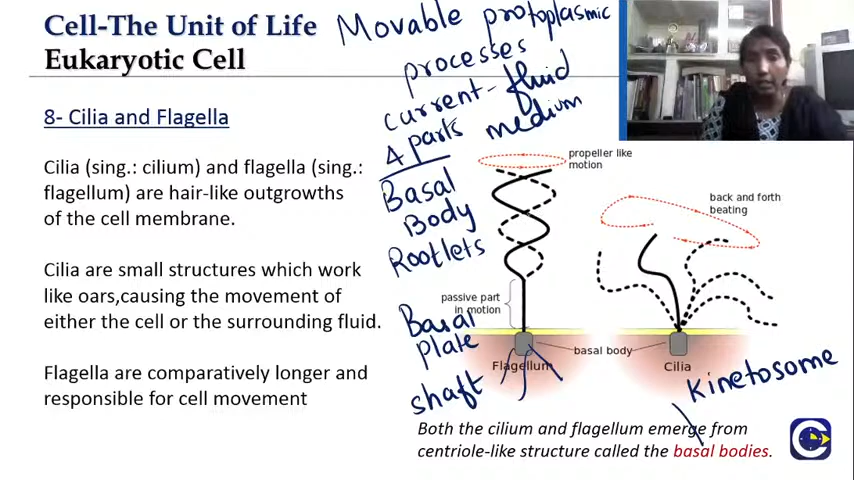 Cell-The Unit of Life
Eukaryotic Cell
Movable protoplasmic
processes
current - fluid
medium
4 parts
Basal
Body
Rootlets
Basal
plate
shaft
8- Cilia and Flagella
Cilia (sing.: cilium) and flagella (sing.:
flagellum) are hair-like outgrowths
of the cell membrane.
Cilia are small structures which work
like oars,causing the movement of
either the cell or the surrounding fluid.
Flagella are comparatively longer and
responsible for cell movement
propeller like
motion
back and forth
beating
passive part
in motion
basal body
Flagellum
Cilia
Kinetosome
Both the cilium and flagellum emerge from
centriole-like structure called the basal bodies.